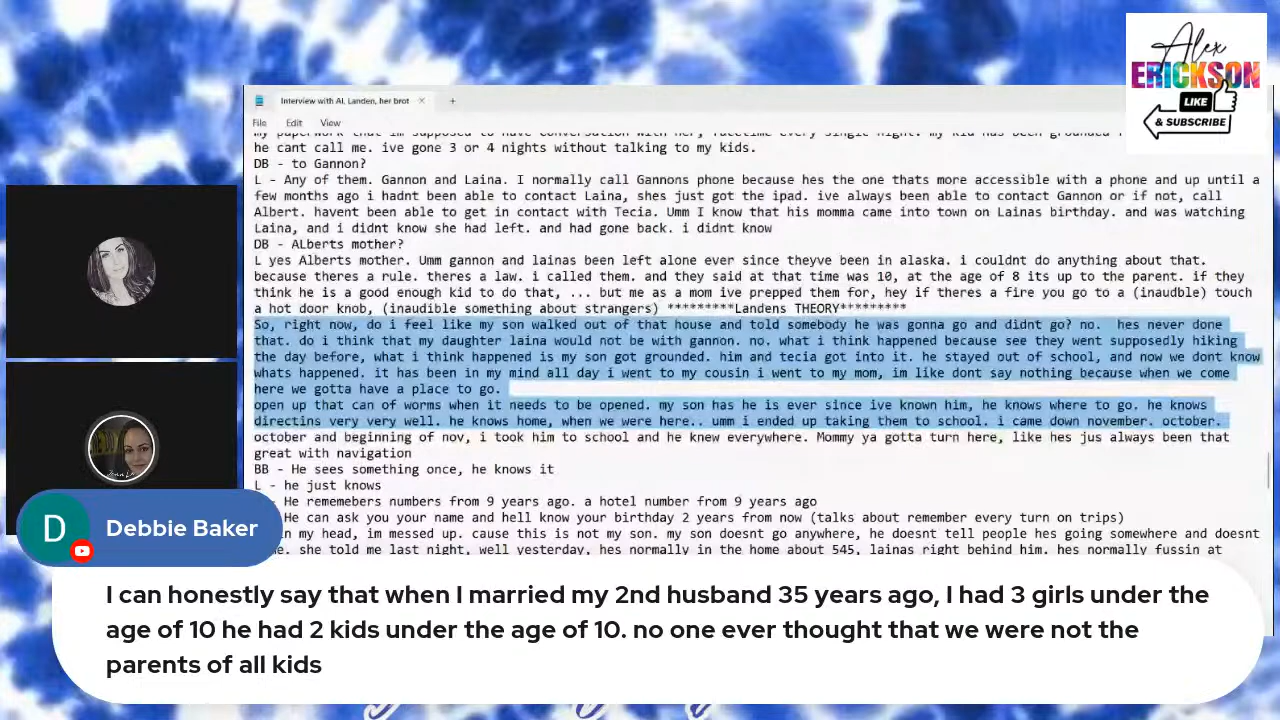 Alex
ERICKSON
LIKE
& SUBSCRIBE
Interview with Al, Landen, her brot
File Edit View
he cant call me. ive gone 3 or 4 nights without talking to my kids.
DB - to Gannon?
L - Any of them. Gannon and Laina. I normally call Gannons phone because hes the one thats more accessible with a phone and up until a
few months ago i hadnt been able to contact Laina, shes just got the ipad. ive always been able to contact Gannon or if not, call
Albert. havent been able to get in contact with Tecia. Umm I know that his momma came into town on Lainas birthday. and was watching
Laina, and i didnt know she had left. and had gone back. i didnt know
DB - ALberts mother?
L yes Alberts mother. Umm gannon and lainas been left alone ever since theyve been in alaska. i couldnt do anything about that.
because theres a rule. theres a law. i called them. and they said at that time was 10, at the age of 8 its up to the parent. if they
think he is a good enough kid to do that, ... but me as a mom ive prepped them for, hey if theres a fire you go to a (inaudble) touch
a hot door knob, (inaudible something about strangers) *********Landens THEORY*********
So, right now, do i feel like my son walked out of that house and told somebody he was gonna go and didnt go? no. hes never done
that. do i think that my daughter laina would not be with gannon. no. what i think happened because see they went supposedly hiking
the day before, what i think happened is my son got grounded. him and tecia got into it. he stayed out of school, and now we dont know
whats happened. it has been in my mind all day i went to my cousin i went to my mom, im like dont say nothing because when we come
here we gotta have a place to go.
open up that can of worms when it needs to be opened. my son has he is ever since ive known him, he knows where to go. he knows
directins very very well. he knows home, when we were here.. umm i ended up taking them to school. i came down november. october.
october and beginning of nov, i took him to school and he knew everywhere. Mommy ya gotta turn here, like hes jus always been that
great with navigation
BB - He sees something once, he knows it
L - he just knows
He rememebers numbers from 9 years ago. a hotel number from 9 years ago
He can ask you your name and hell know your birthday 2 years from now (talks about remember every turn on trips)
in my head, im messed up. cause this is not my son. my son doesnt go anywhere, he doesnt tell people hes going somewhere and doesnt
she told me last night, well yesterday, hes normally in the home about 545, lainas right behind him. hes normally fussin at
D
Debbie Baker
I can honestly say that when I married my 2nd husband 35 years ago, I had 3 girls under the
age of 10 he had 2 kids under the age of 10. no one ever thought that we were not the
parents of all kids